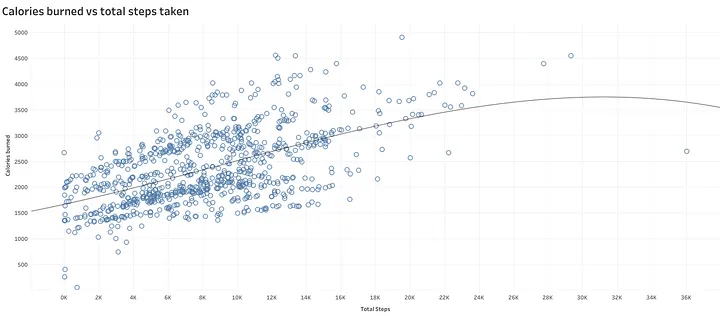 Calories burned vs total steps taken
5000
4500
4000
3500
3000
2500
2000
1500
1000
500
Calories burned
0K 2K 4K 6K 8K 10K 12K 14K 16K 18K 20K 22K 24K 26K 28K 30K 32K 34K 36K
Total Steps